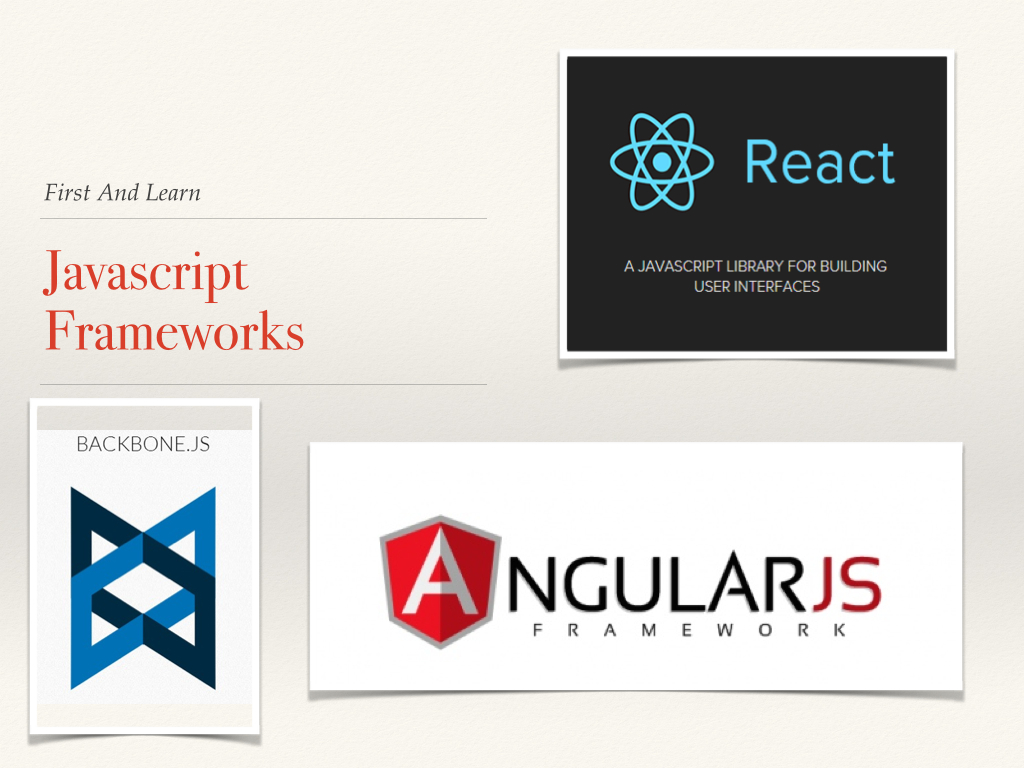 First And Learn
Javascript
Frameworks
React
A JAVASCRIPT LIBRARY FOR BUILDING
USER INTERFACES
BACKBONE.JS
ANGULARJS
FRAMEWORK